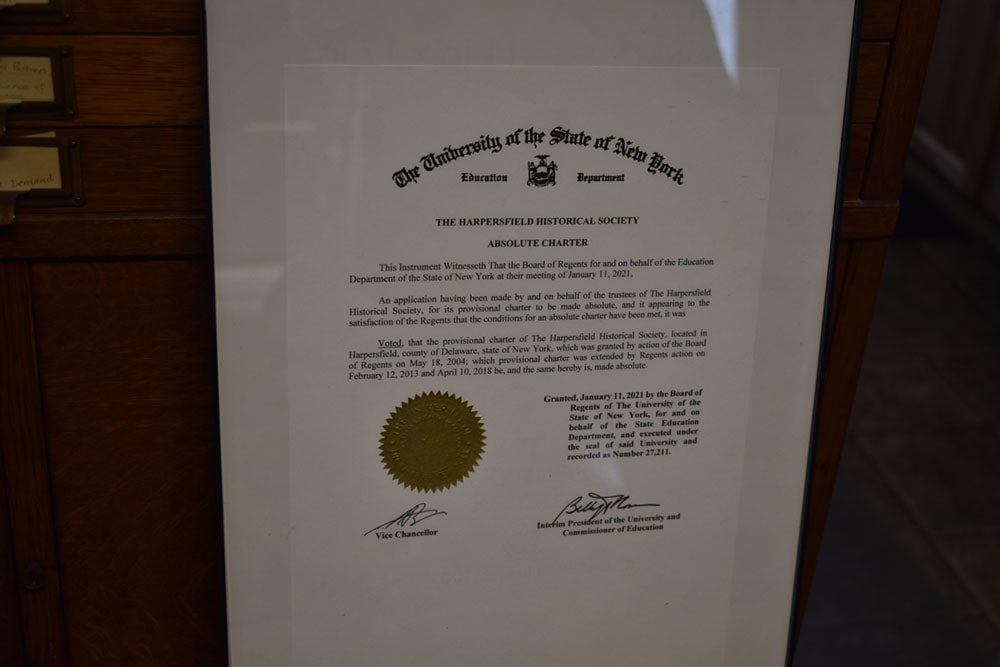 The University of the State of New York
Education Department
THE HARPERSFIELD HISTORICAL SOCIETY
ABSOLUTE CHARTER
This Instrument Witnesseth That the Board of Regents for and on behalf of the Education
Department of the State of New York at their meeting of January 11, 2021,
An application having been made by and on behalf of the trustees of The Harpersfield
Historical Society, for its provisional charter to be made absolute, and it appearing to the
satisfaction of the Regents that the conditions for an absolute charter have been met, it was
Voted, that the provisional charter of The Harpersfield Historical Society, located in
Harpersfield, county of Delaware, state of New York, which was granted by action of the Board
of Regents on May 18, 2004; which provisional charter was extended by Regents action on
February 12, 2013 and April 10, 2018 be, and the same hereby is, made absolute.
Granted, January 11, 2021 by the Board of
Regents of The University of the
State of New York, for and on
behalf of the State Education
Department, and executed under
the seal of said University and
recorded as Number 27,211.
Vice Chancellor
Interim President of the University and
Commissioner of Education
Demand